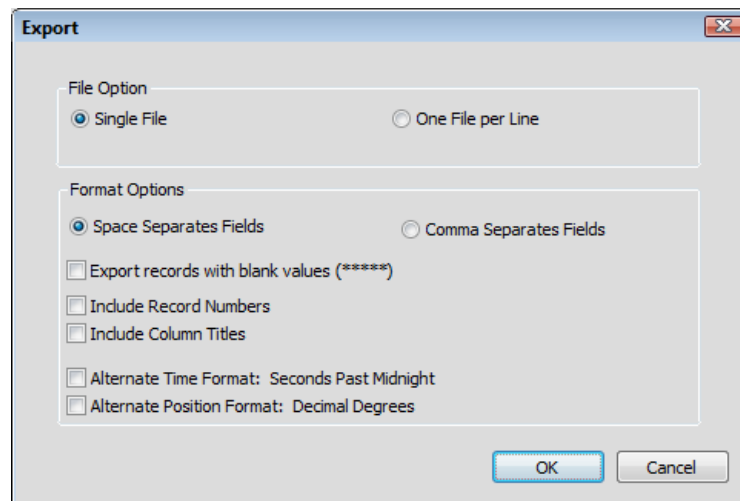 Export
File Option
Single File
One File per Line
Format Options
Space Separates Fields
Comma Separates Fields
Export records with blank values (*****)
Include Record Numbers
Include Column Titles
Alternate Time Format:  Seconds Past Midnight
Alternate Position Format:  Decimal Degrees
OK
Cancel